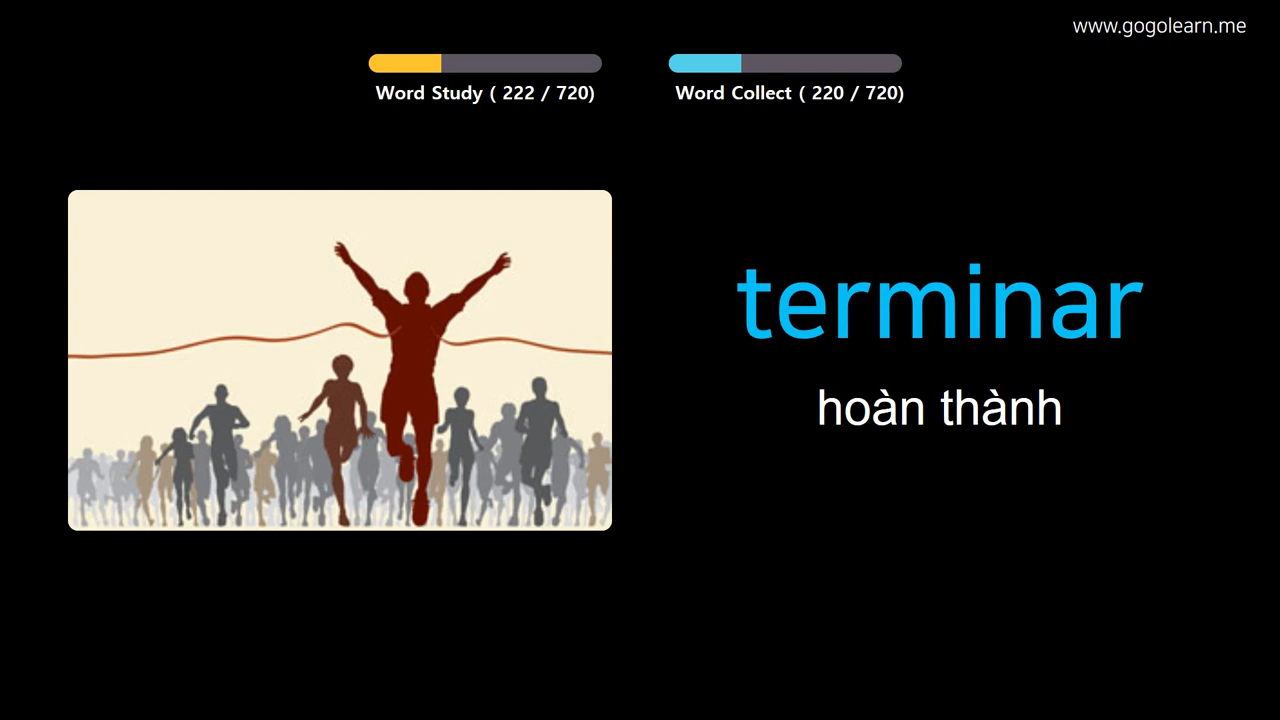 www.gogolearn.me
Word Study ( 222 / 720)
Word Collect ( 220 / 720)
terminar
hoàn thành